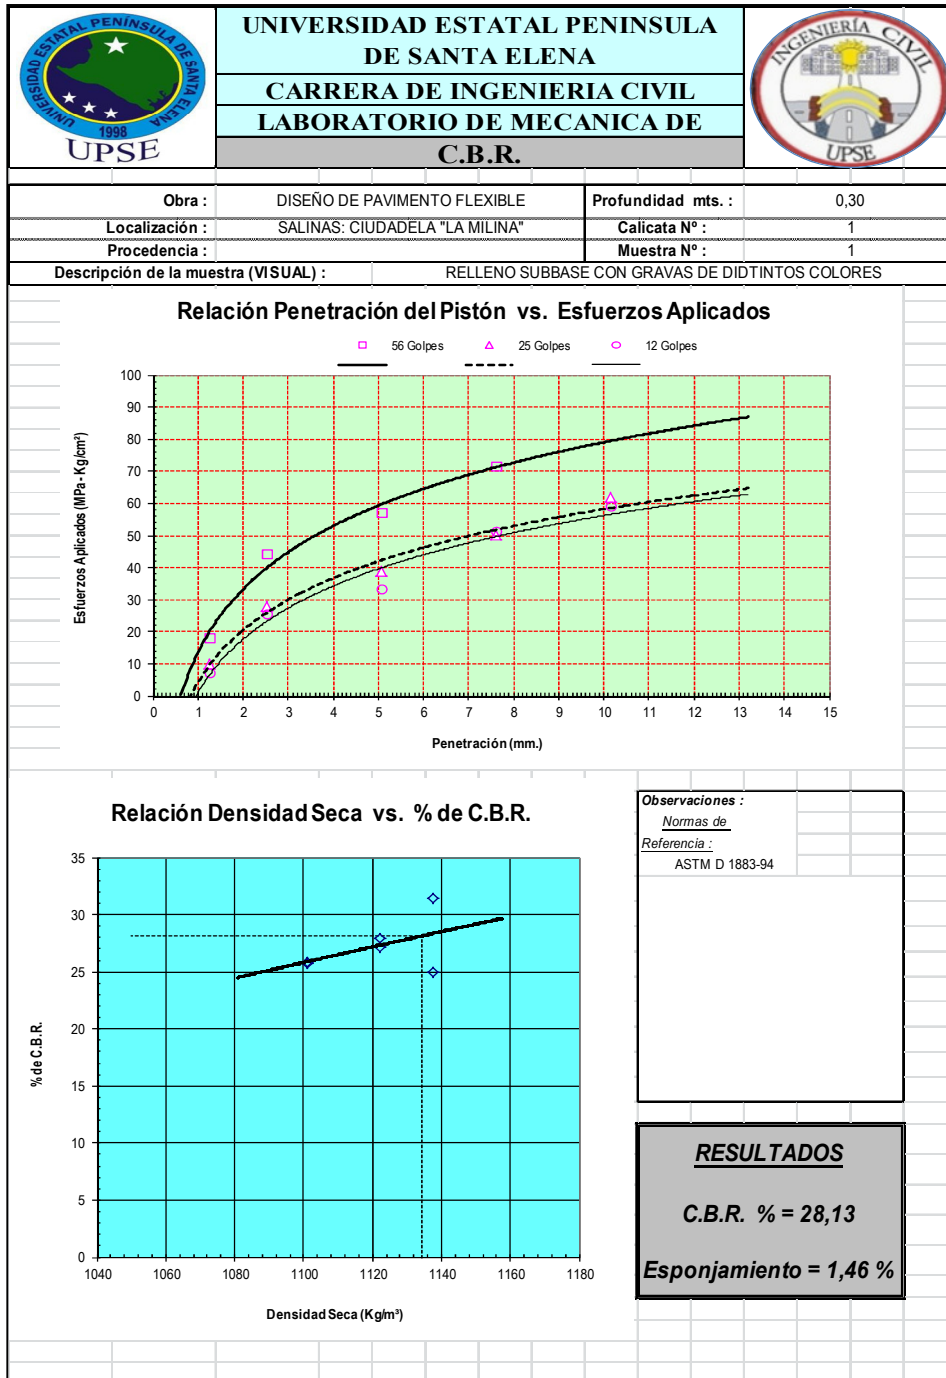 UNIVERSIDAD ESTATAL PENÍNSULA DE SANTA ELENA
1998
UPSE
UNIVERSIDAD ESTATAL PENINSULA
DE SANTA ELENA
CARRERA DE INGENIERIA CIVIL
LABORATORIO DE MECANICA DE
C.B.R.
INGENIERÍA CIVIL
UPSE
Obra : DISEÑO DE PAVIMENTO FLEXIBLE Profundidad mts. : 0,30
Localización : SALINAS: CIUDADELA "LA MILINA" Calicata Nº : 1
Procedencia : Muestra Nº : 1
Descripción de la muestra (VISUAL) : RELLENO SUBBASE CON GRAVAS DE DIDTINTOS COLORES
Relación Penetración del Pistón vs. Esfuerzos Aplicados
56 Golpes 25 Golpes 12 Golpes
Esfuerzos Aplicados (MPa - Kg/cm²)
100
90
80
70
60
50
40
30
20
10
0
0 1 2 3 4 5 6 7 8 9 10 11 12 13 14 15
Penetración (mm.)
Relación Densidad Seca vs. % de C.B.R.
% de C.B.R.
35
30
25
20
15
10
5
0
1040 1060 1080 1100 1120 1140 1160 1180
Densidad Seca (Kg/m³)
Observaciones :
Normas de
Referencia :
ASTM D 1883-94
RESULTADOS
C.B.R. % = 28,13
Esponjamiento = 1,46 %